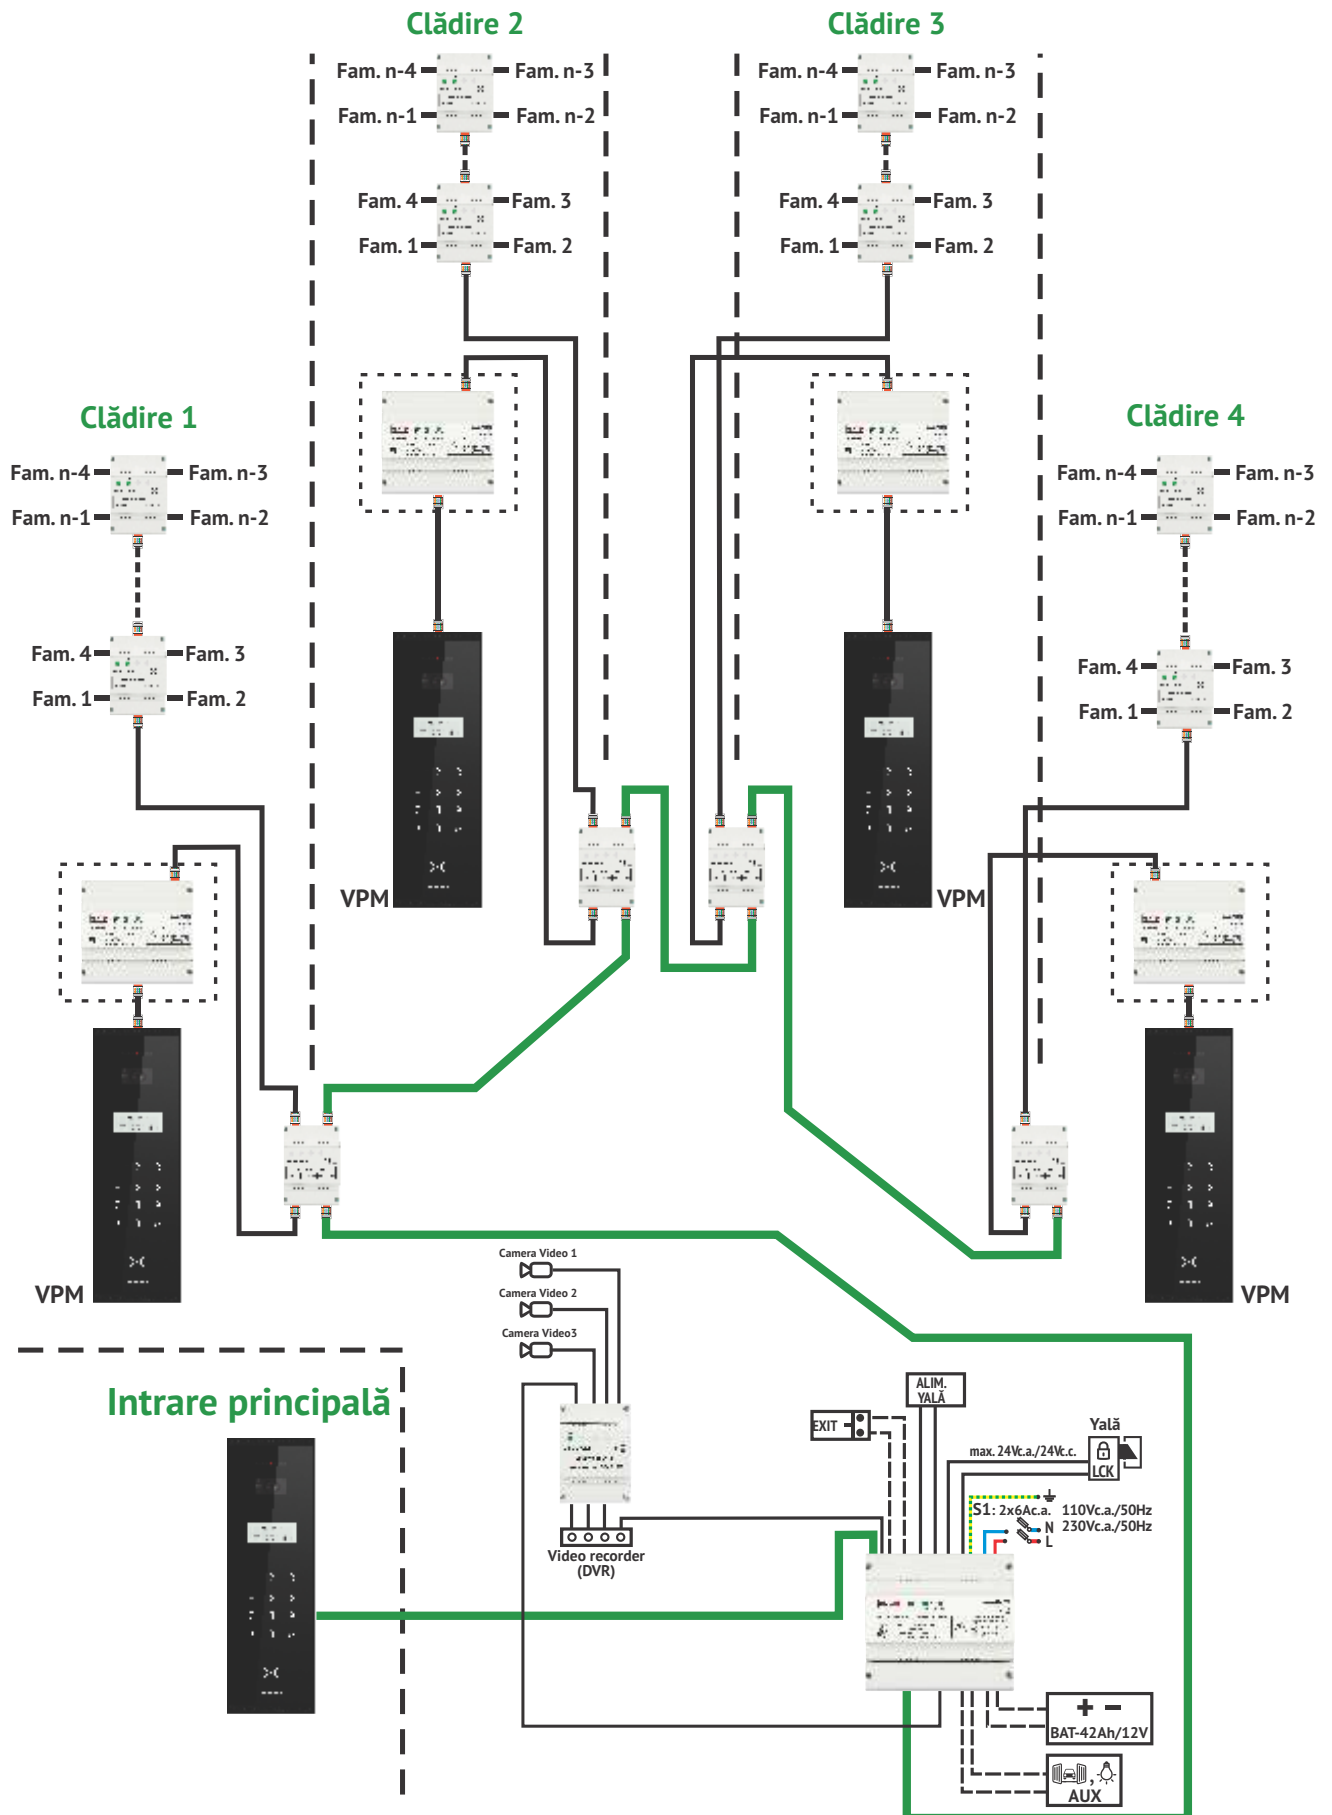 Clădire 2
Clădire 3
Fam. n-4
Fam. n-3
Fam. n-1
Fam. n-2
Fam. 4
Fam. 3
Fam. 1
Fam. 2
Fam. n-4
Fam. n-3
Fam. n-1
Fam. n-2
Fam. 4
Fam. 3
Fam. 1
Fam. 2
Clădire 1
Clădire 4
Fam. n-4
Fam. n-3
Fam. n-1
Fam. n-2
Fam. 4
Fam. 3
Fam. 1
Fam. 2
Fam. n-4
Fam. n-3
Fam. n-1
Fam. n-2
Fam. 4
Fam. 3
Fam. 1
Fam. 2
VPM
VPM
VPM
VPM
Camera Video 1
Camera Video 2
Camera Video3
Intrare principală
ALIM.
YALĂ
EXIT
Yală
max. 24Vc.a./24Vc.c.
LCK
S1: 2x6Ac.a. 110Vc.a./50Hz
N 230Vc.a./50Hz
L
Video recorder
(DVR)
+ −
BAT-42Ah/12V
,
AUX